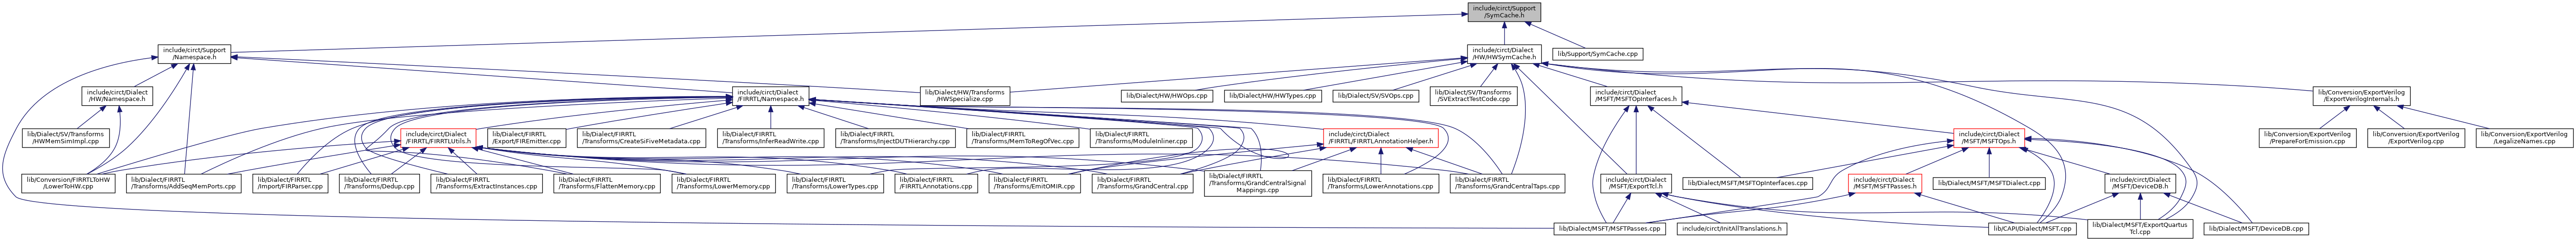 include/circt/Support
/SymCache.h
include/circt/Support
/Namespace.h
include/circt/Dialect
/HW/HWSymCache.h
lib/Support/SymCache.cpp
include/circt/Dialect
/HW/Namespace.h
include/circt/Dialect
/FIRRTL/Namespace.h
lib/Dialect/HW/Transforms
/HWSpecialize.cpp
lib/Dialect/HW/HWOps.cpp
lib/Dialect/HW/HWTypes.cpp
lib/Dialect/SV/SVOps.cpp
lib/Dialect/SV/Transforms
/SVExtractTestCode.cpp
include/circt/Dialect
/MSFT/MSFTOpInterfaces.h
lib/Conversion/ExportVerilog
/ExportVerilogInternals.h
lib/Dialect/SV/Transforms
/HWMemSimImpl.cpp
include/circt/Dialect
/FIRRTL/FIRRTLUtils.h
lib/Dialect/FIRRTL
/Export/FIREmitter.cpp
lib/Dialect/FIRRTL
/Transforms/CreateSiFiveMetadata.cpp
lib/Dialect/FIRRTL
/Transforms/InferReadWrite.cpp
lib/Dialect/FIRRTL
/Transforms/InjectDUTHierarchy.cpp
lib/Dialect/FIRRTL
/Transforms/MemToRegOfVec.cpp
lib/Dialect/FIRRTL
/Transforms/ModuleInliner.cpp
include/circt/Dialect
/FIRRTL/FIRRTLAnnotationHelper.h
include/circt/Dialect
/MSFT/MSFTOps.h
lib/Conversion/ExportVerilog
/PrepareForEmission.cpp
lib/Conversion/ExportVerilog
/ExportVerilog.cpp
lib/Conversion/ExportVerilog
/LegalizeNames.cpp
lib/Conversion/FIRRTLToHW
/LowerToHW.cpp
lib/Dialect/FIRRTL
/Transforms/AddSeqMemPorts.cpp
lib/Dialect/FIRRTL
/Import/FIRParser.cpp
lib/Dialect/FIRRTL
/Transforms/Dedup.cpp
lib/Dialect/FIRRTL
/Transforms/ExtractInstances.cpp
lib/Dialect/FIRRTL
/Transforms/FlattenMemory.cpp
lib/Dialect/FIRRTL
/Transforms/LowerMemory.cpp
lib/Dialect/FIRRTL
/Transforms/LowerTypes.cpp
lib/Dialect/FIRRTL
/FIRRTLAnnotations.cpp
lib/Dialect/FIRRTL
/Transforms/EmitOMIR.cpp
lib/Dialect/FIRRTL
/Transforms/GrandCentral.cpp
lib/Dialect/FIRRTL
/Transforms/GrandCentralSignal
Mappings.cpp
lib/Dialect/FIRRTL
/Transforms/LowerAnnotations.cpp
lib/Dialect/FIRRTL
/Transforms/GrandCentralTaps.cpp
include/circt/Dialect
/MSFT/ExportTcl.h
lib/Dialect/MSFT/MSFTOpInterfaces.cpp
include/circt/Dialect
/MSFT/MSFTPasses.h
lib/Dialect/MSFT/MSFTDialect.cpp
include/circt/Dialect
/MSFT/DeviceDB.h
lib/Dialect/MSFT/MSFTPasses.cpp
include/circt/InitAllTranslations.h
lib/CAPI/Dialect/MSFT.cpp
lib/Dialect/MSFT/ExportQuartus
Tcl.cpp
lib/Dialect/MSFT/DeviceDB.cpp